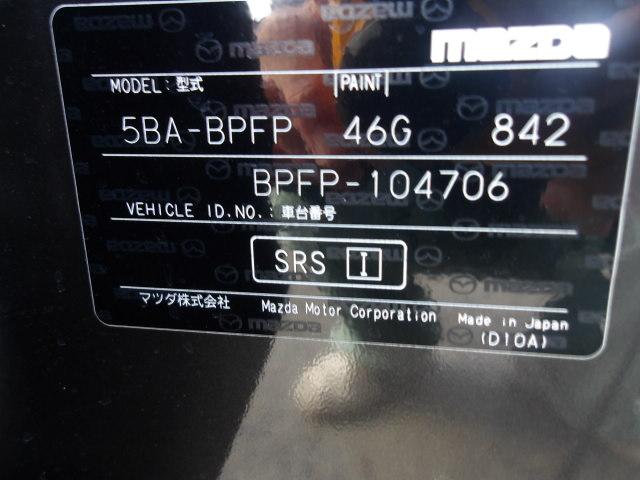 mazda
MODEL: 型式 |PAINT|
5BA-BPFP 46G 842
BPFP-104706
VEHICLE ID.NO.: 車台番号
SRS I
マツダ株式会社 Mazda Motor Corporation Made in Japan
(D10A)